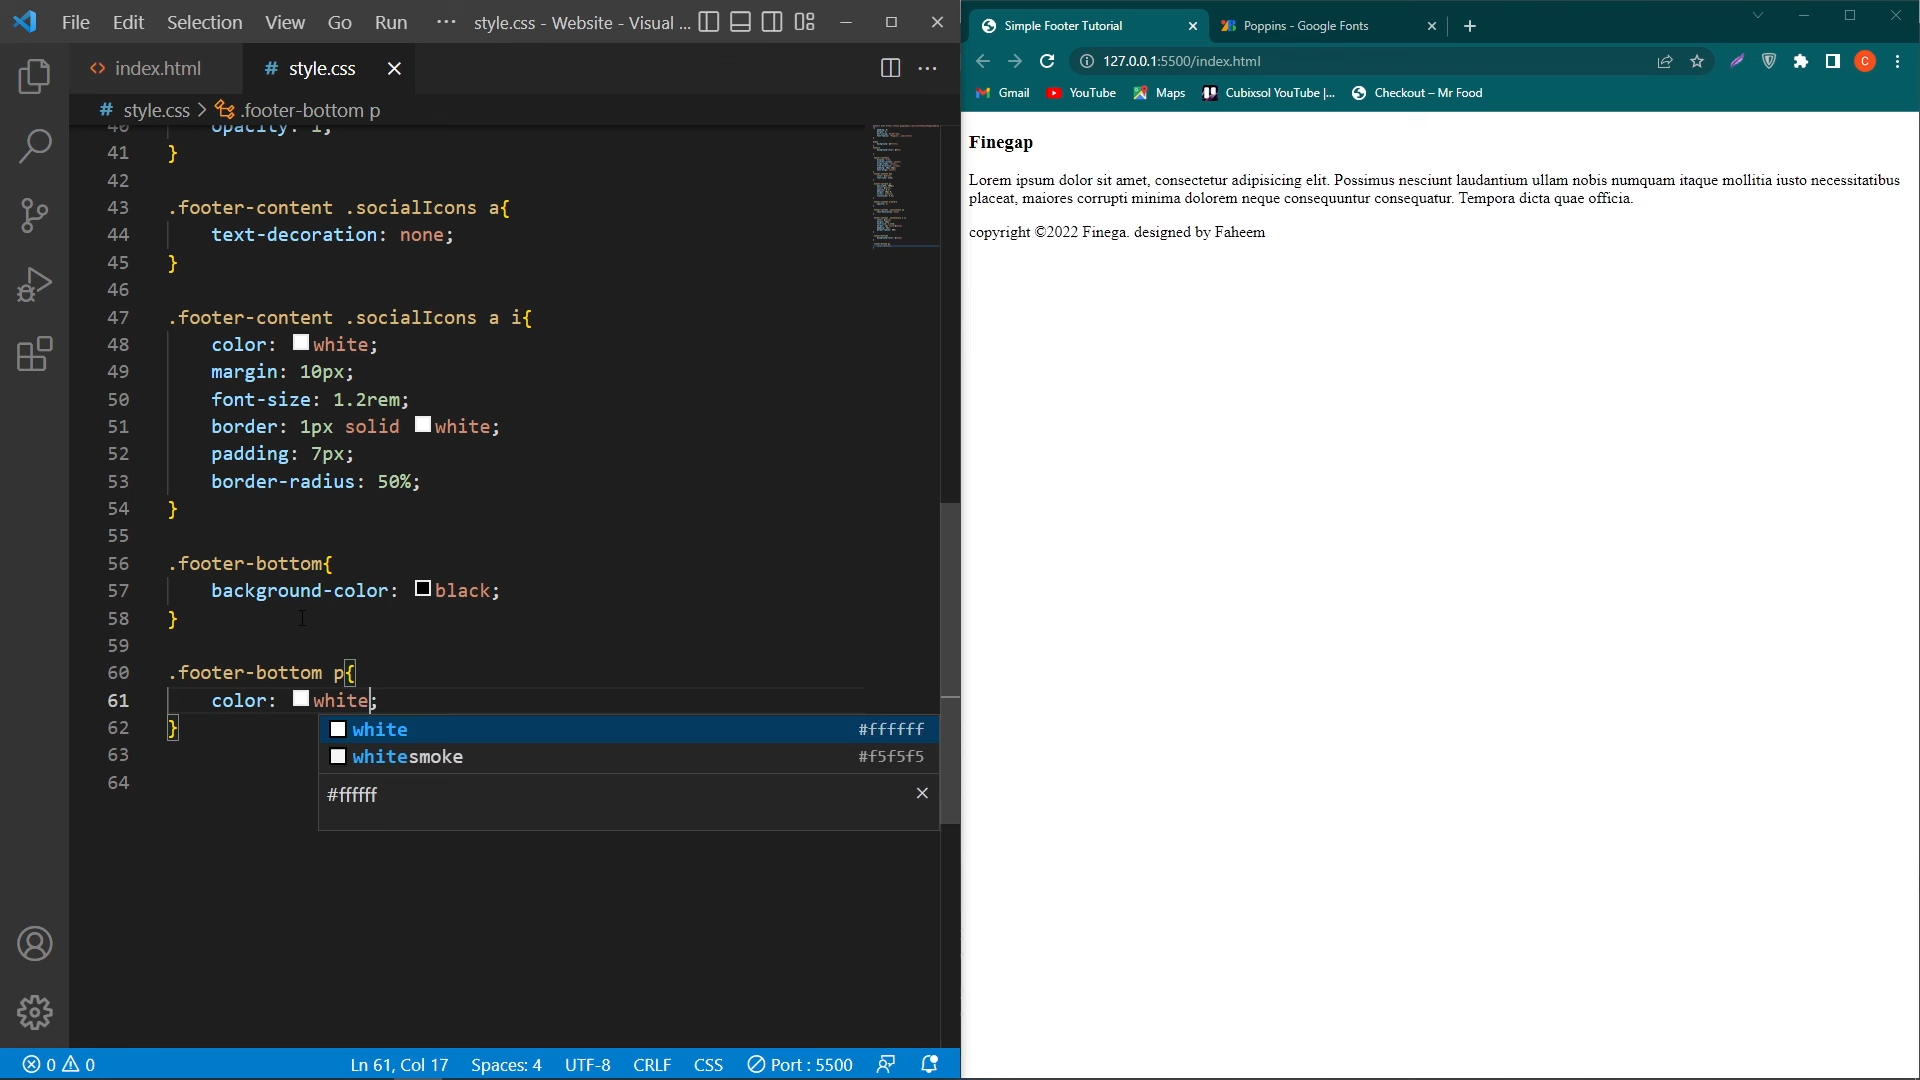 File Edit Selection View Go Run ··· style.css - Website - Visual ...
index.html style.css
style.css > .footer-bottom p
40 opacity: 1;
41 }
42
43 .footer-content .socialIcons a{
44 text-decoration: none;
45 }
46
47 .footer-content .socialIcons a i{
48 color: white;
49 margin: 10px;
50 font-size: 1.2rem;
51 border: 1px solid white;
52 padding: 7px;
53 border-radius: 50%;
54 }
55
56 .footer-bottom{
57 background-color: black;
58 }
59
60 .footer-bottom p{
61 color: white;
62 }
63
64
white #ffffff
whitesmoke #f5f5f5
#ffffff
0 0 Ln 61, Col 17 Spaces: 4 UTF-8 CRLF CSS Port : 5500
Simple Footer Tutorial Poppins - Google Fonts
127.0.0.1:5500/index.html C
Gmail YouTube Maps Cubixsol YouTube |... Checkout – Mr Food
Finegap
Lorem ipsum dolor sit amet, consectetur adipisicing elit. Possimus nesciunt laudantium ullam nobis numquam itaque mollitia iusto necessitatibus
placeat, maiores corrupti minima dolorem neque consequuntur consequatur. Tempora dicta quae officia.
copyright ©2022 Finega. designed by Faheem